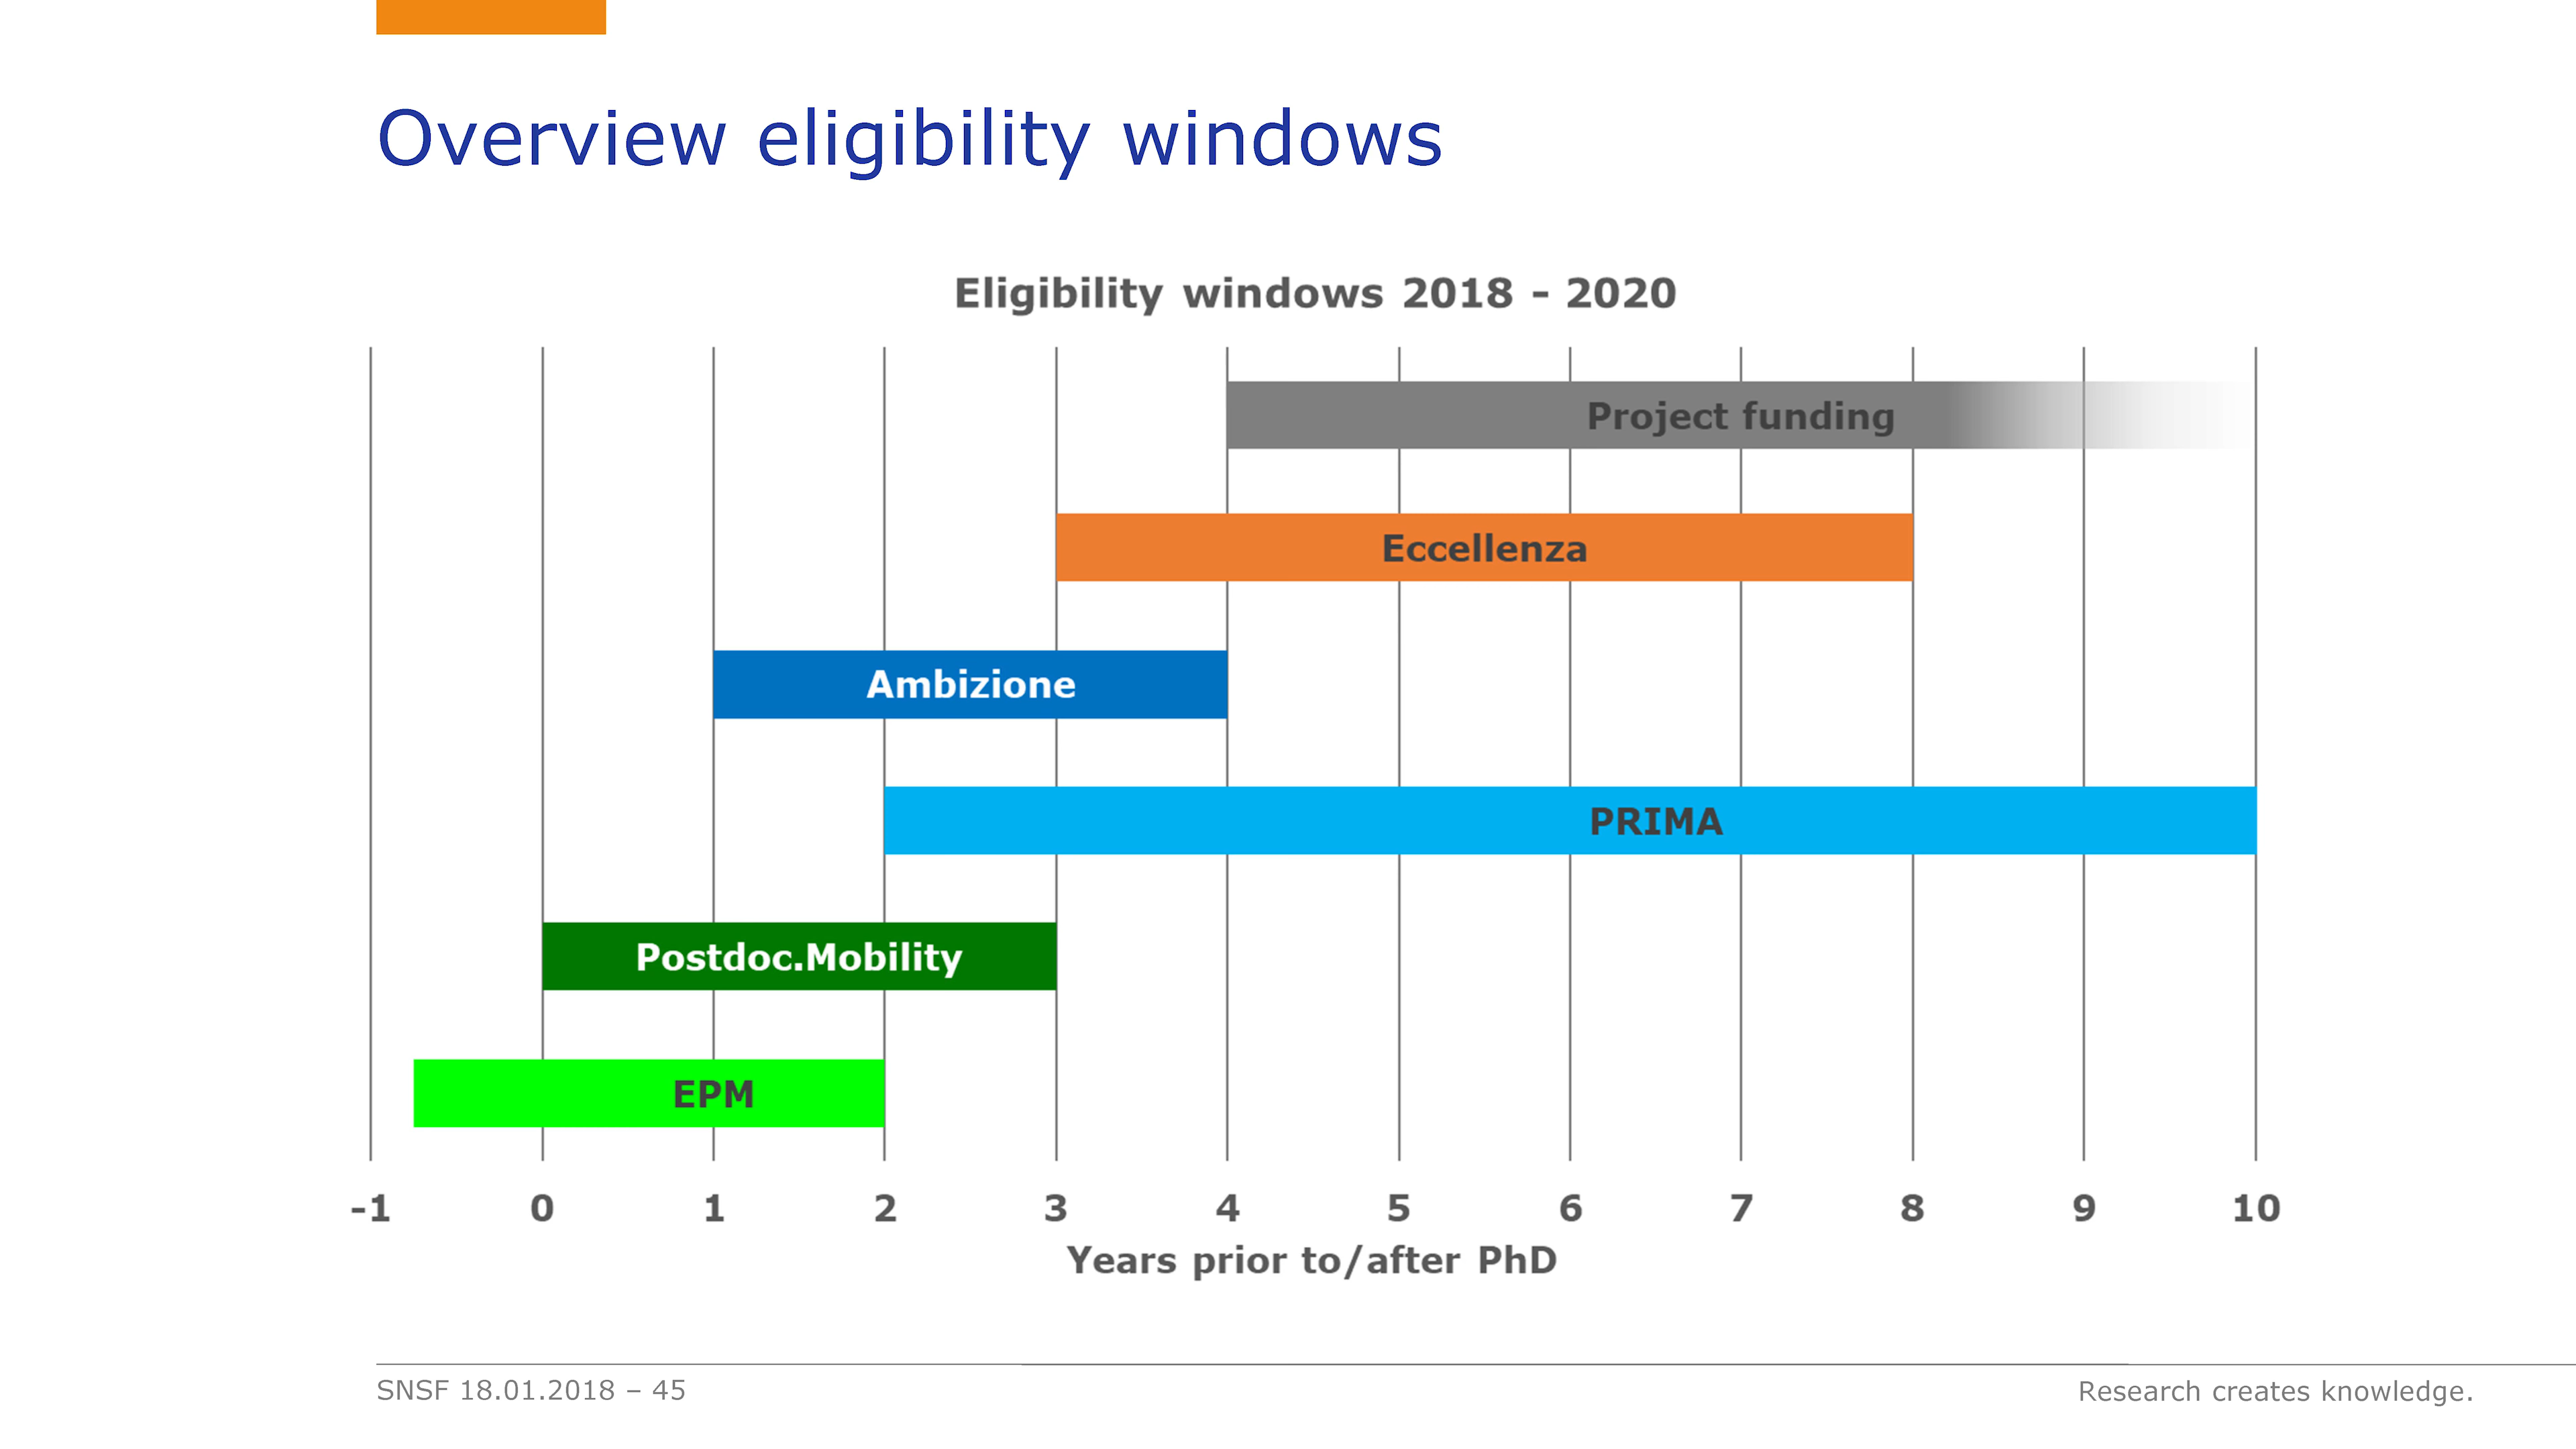 Overview eligibility windows
Eligibility windows 2018 - 2020
Project funding
Eccellenza
Ambizione
PRIMA
Postdoc.Mobility
EPM
-1 0 1 2 3 4 5 6 7 8 9 10
Years prior to/after PhD
SNSF 18.01.2018 – 45
Research creates knowledge.